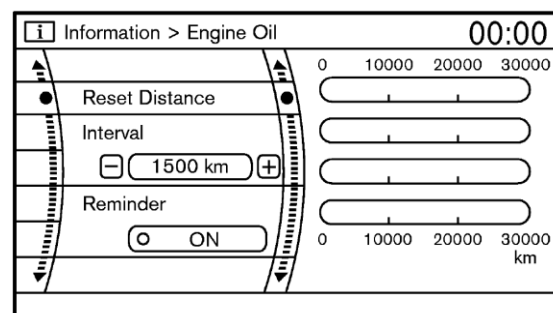 i Information > Engine Oil 00:00
0 10000 20000 30000
Reset Distance
Interval
− 1500 km +
Reminder
ON
0 10000 20000 30000
km